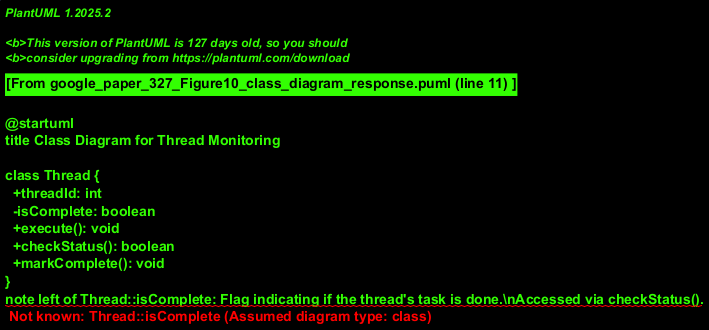 PlantUML 1.2025.2
<b>This version of PlantUML is 127 days old, so you should
<b>consider upgrading from https://plantuml.com/download
[From google_paper_327_Figure10_class_diagram_response.puml (line 11) ]
@startuml
title Class Diagram for Thread Monitoring
class Thread {
+threadId: int
-isComplete: boolean
+execute(): void
+checkStatus(): boolean
+markComplete(): void
}
note left of Thread::isComplete: Flag indicating if the thread's task is done.\nAccessed via checkStatus().
Not known: Thread::isComplete (Assumed diagram type: class)